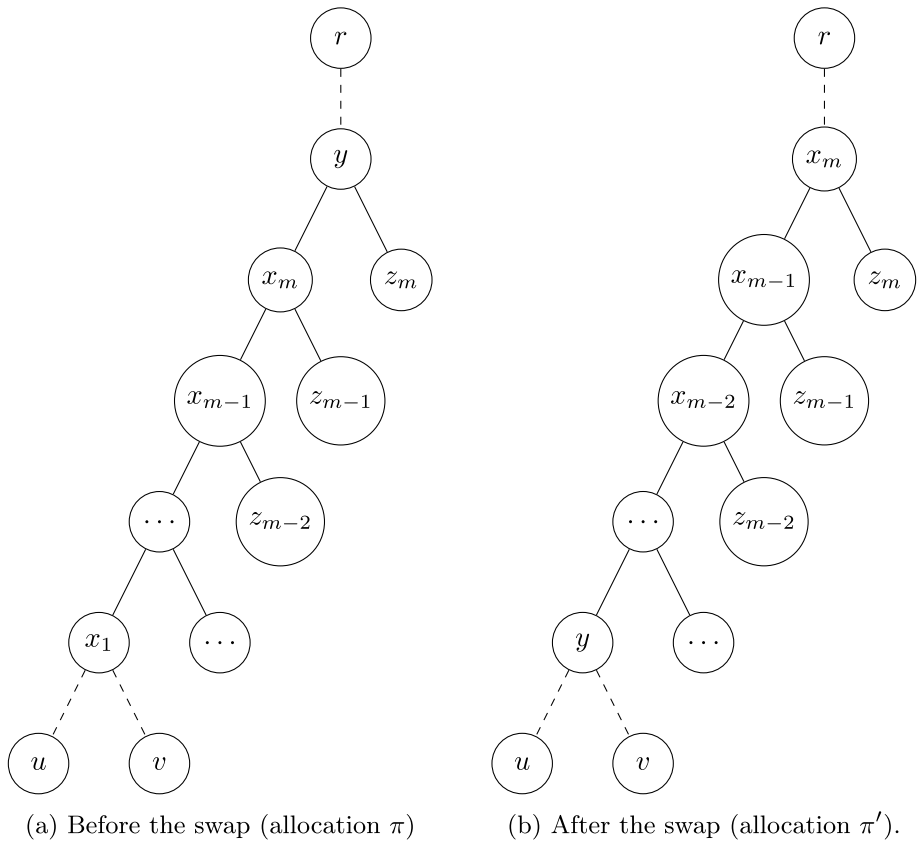 r
r
y
x_m
x_m
z_m
x_{m-1}
z_m
x_{m-1}
z_{m-1}
x_{m-2}
z_{m-1}
...
z_{m-2}
...
z_{m-2}
x_1
...
y
...
u
v
u
v
(a) Before the swap (allocation π)
(b) After the swap (allocation π′).